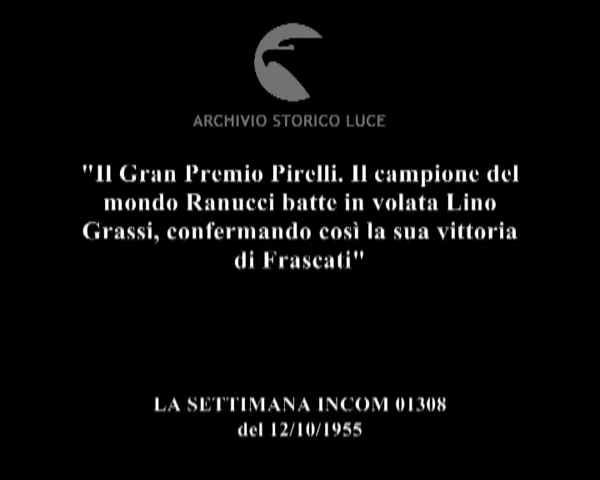 ARCHIVIO STORICO LUCE
"Il Gran Premio Pirelli. Il campione del
mondo Ranucci batte in volata Lino
Grassi, confermando così la sua vittoria
di Frascati"
LA SETTIMANA INCOM 01308
del 12/10/1955